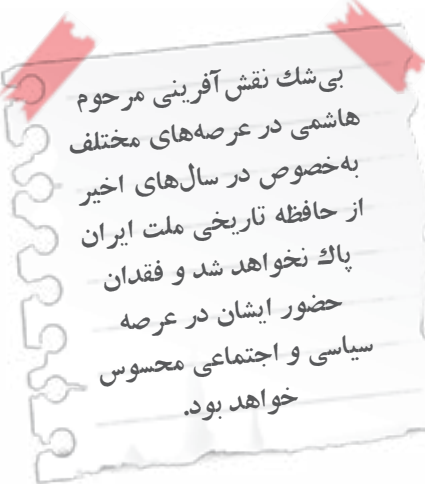 بی‌شك نقش آفرینی مرحوم
هاشمی در عرصه‌های مختلف
به‌خصوص در سال‌های اخیر
از حافظه تاریخی ملت ایران
پاك نخواهد شد و فقدان
حضور ایشان در عرصه
سیاسی و اجتماعی محسوس
خواهد بود.